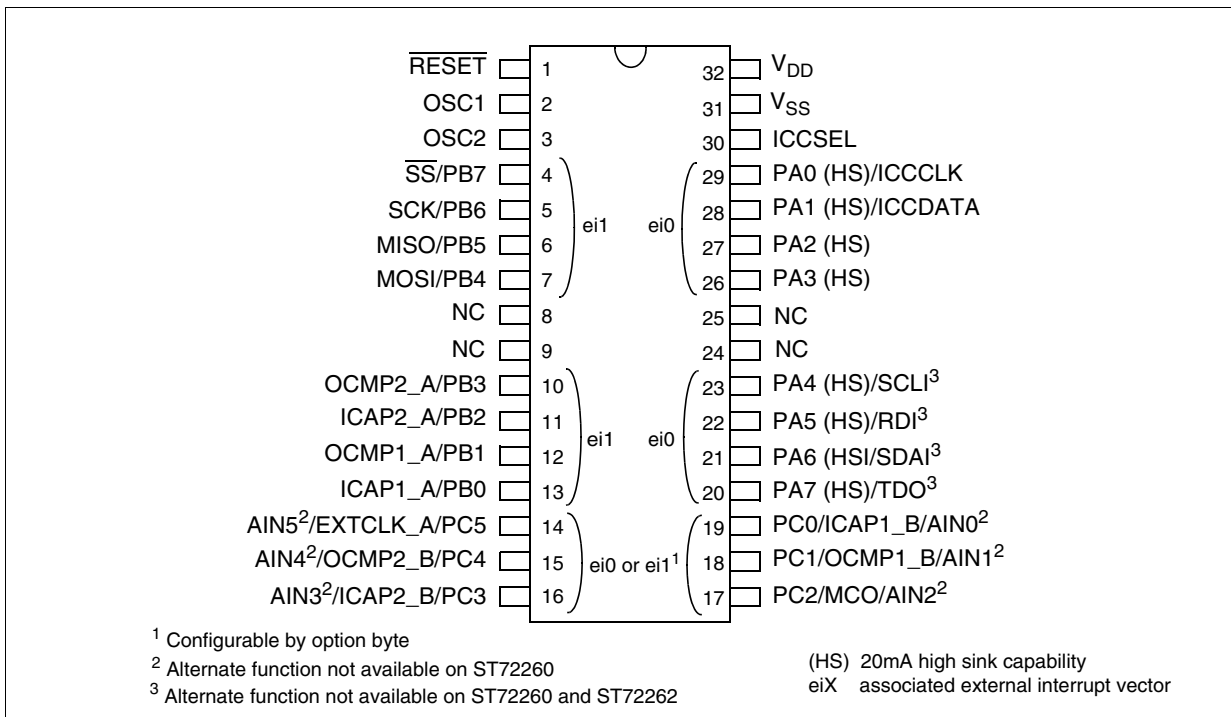 RESET 1 32 VDD
OSC1 2 31 VSS
OSC2 3 30 ICCSEL
SS/PB7 4 29 PA0 (HS)/ICCCLK
SCK/PB6 5 28 PA1 (HS)/ICCDATA
ei1 ei0
MISO/PB5 6 27 PA2 (HS)
MOSI/PB4 7 26 PA3 (HS)
NC 8 25 NC
NC 9 24 NC
OCMP2_A/PB3 10 23 PA4 (HS)/SCLI³
ICAP2_A/PB2 11 22 PA5 (HS)/RDI³
ei1 ei0
OCMP1_A/PB1 12 21 PA6 (HSI/SDAI³
ICAP1_A/PB0 13 20 PA7 (HS)/TDO³
AIN5²/EXTCLK_A/PC5 14 19 PC0/ICAP1_B/AIN0²
AIN4²/OCMP2_B/PC4 15 ei0 or ei1¹ 18 PC1/OCMP1_B/AIN1²
AIN3²/ICAP2_B/PC3 16 17 PC2/MCO/AIN2²
¹ Configurable by option byte
² Alternate function not available on ST72260
³ Alternate function not available on ST72260 and ST72262
(HS) 20mA high sink capability
eiX associated external interrupt vector